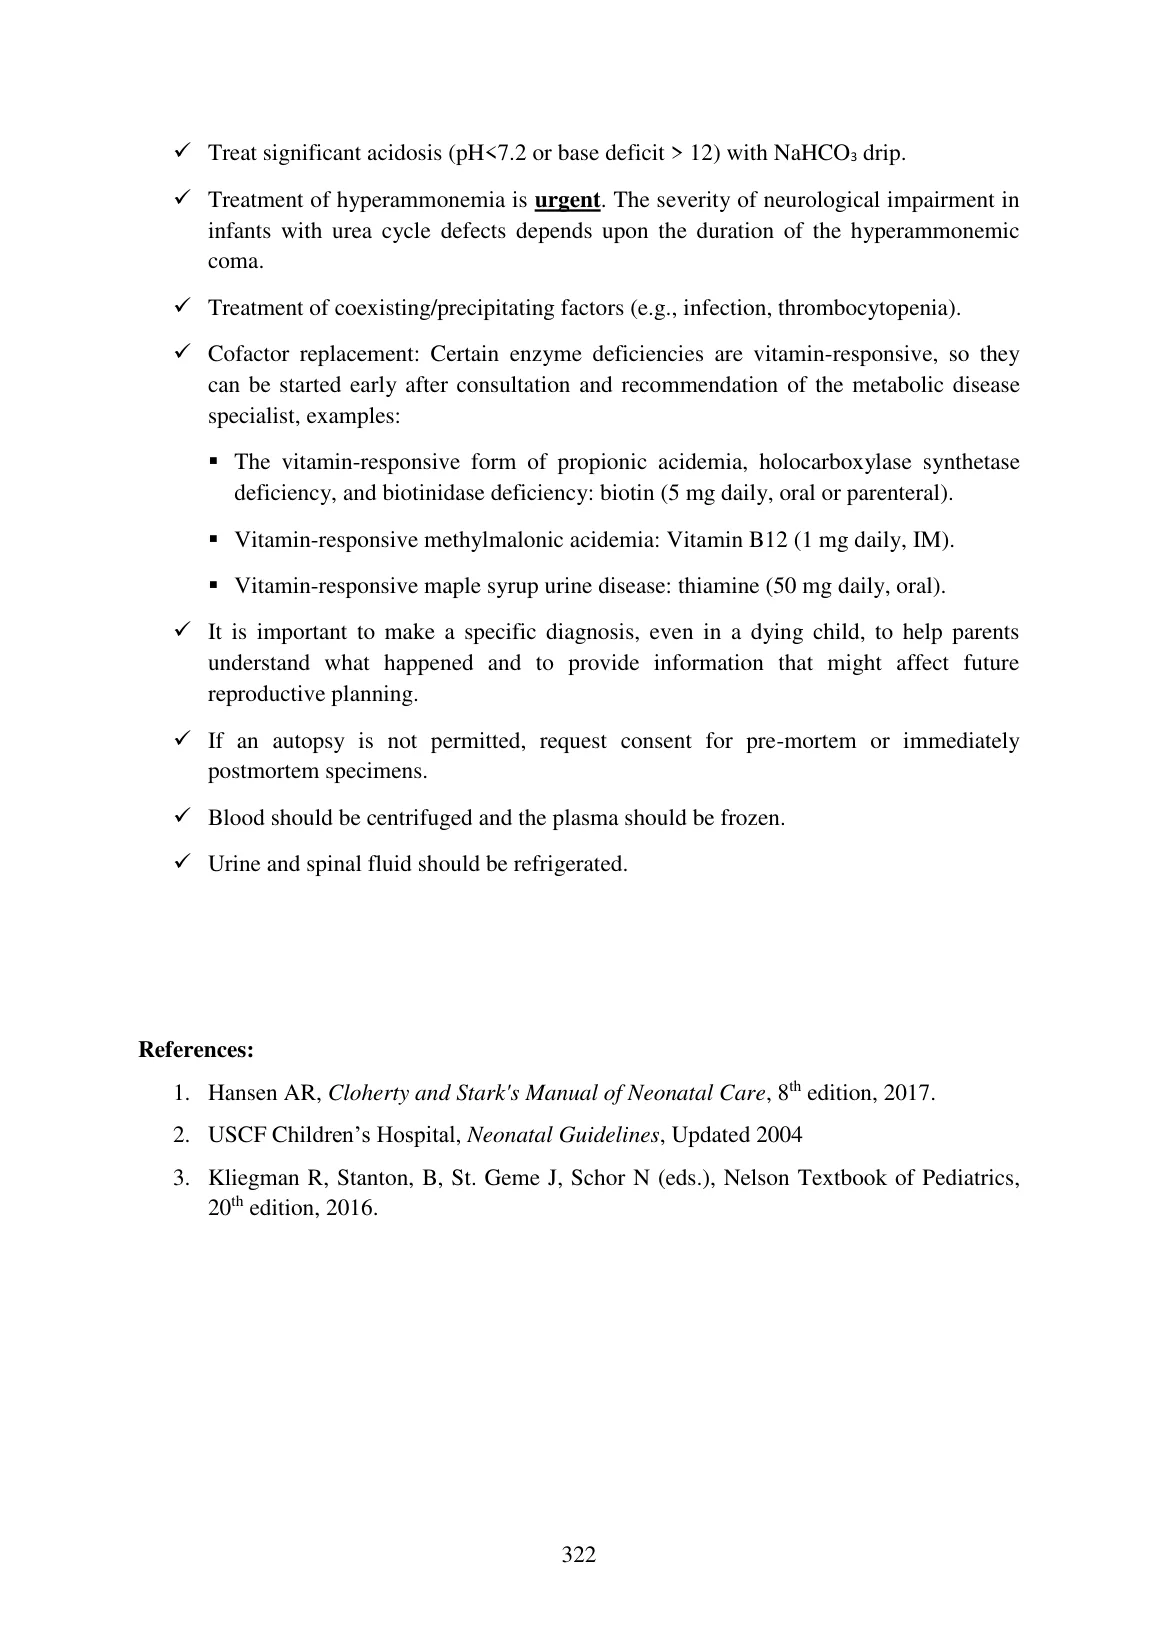 ✓ Treat significant acidosis (pH<7.2 or base deficit > 12) with NaHCO₃ drip.
✓ Treatment of hyperammonemia is urgent. The severity of neurological impairment in
infants with urea cycle defects depends upon the duration of the hyperammonemic
coma.
✓ Treatment of coexisting/precipitating factors (e.g., infection, thrombocytopenia).
✓ Cofactor replacement: Certain enzyme deficiencies are vitamin-responsive, so they
can be started early after consultation and recommendation of the metabolic disease
specialist, examples:
▪ The vitamin-responsive form of propionic acidemia, holocarboxylase synthetase
deficiency, and biotinidase deficiency: biotin (5 mg daily, oral or parenteral).
▪ Vitamin-responsive methylmalonic acidemia: Vitamin B12 (1 mg daily, IM).
▪ Vitamin-responsive maple syrup urine disease: thiamine (50 mg daily, oral).
✓ It is important to make a specific diagnosis, even in a dying child, to help parents
understand what happened and to provide information that might affect future
reproductive planning.
✓ If an autopsy is not permitted, request consent for pre-mortem or immediately
postmortem specimens.
✓ Blood should be centrifuged and the plasma should be frozen.
✓ Urine and spinal fluid should be refrigerated.
References:
1. Hansen AR, Cloherty and Stark's Manual of Neonatal Care, 8th edition, 2017.
2. USCF Children’s Hospital, Neonatal Guidelines, Updated 2004
3. Kliegman R, Stanton, B, St. Geme J, Schor N (eds.), Nelson Textbook of Pediatrics,
20th edition, 2016.
322